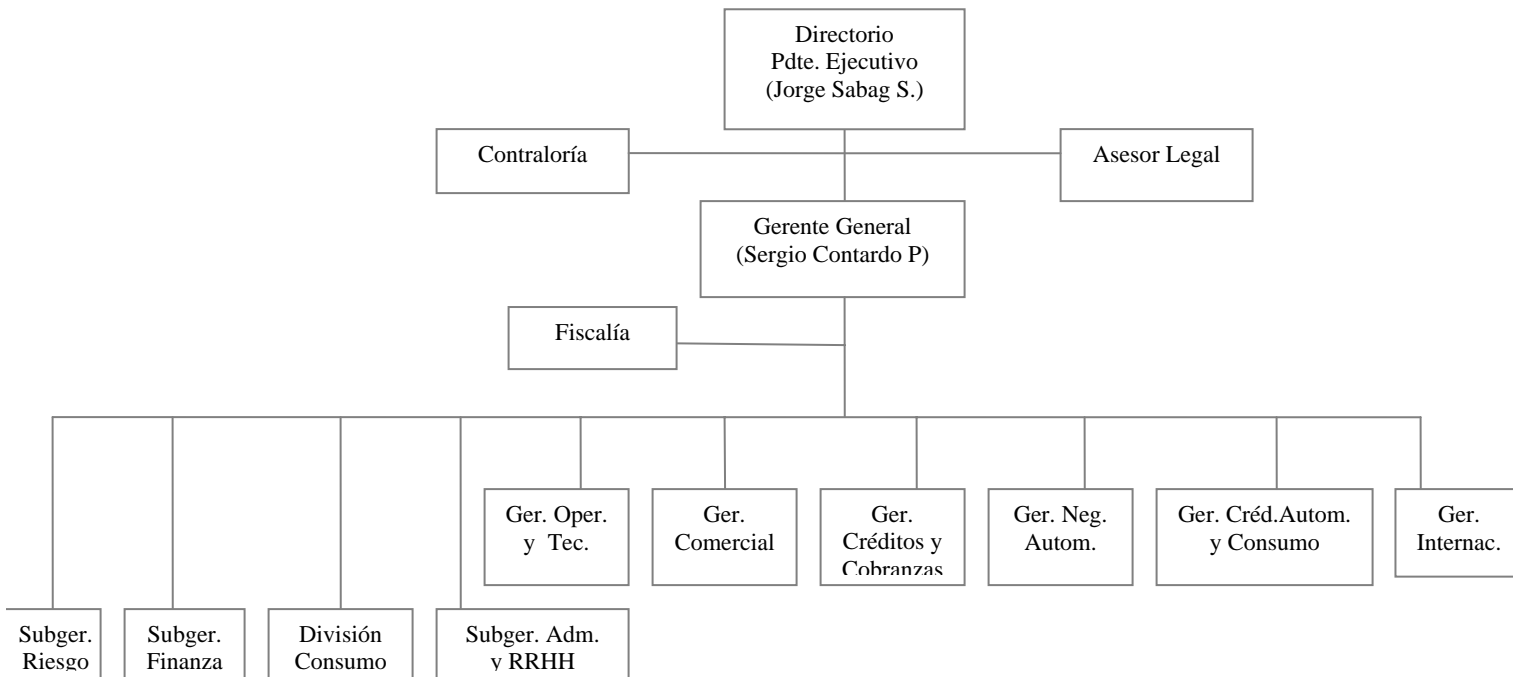 Directorio
Pdte. Ejecutivo
(Jorge Sabag S.)
Contraloría
Asesor Legal
Gerente General
(Sergio Contardo P)
Fiscalía
Ger. Oper.
y Tec.
Ger.
Comercial
Ger.
Créditos y
Cobranzas
Ger. Neg.
Autom.
Ger. Créd.Autom.
y Consumo
Ger.
Internac.
Subger.
Riesgo
Subger.
Finanza
División
Consumo
Subger. Adm.
y RRHH